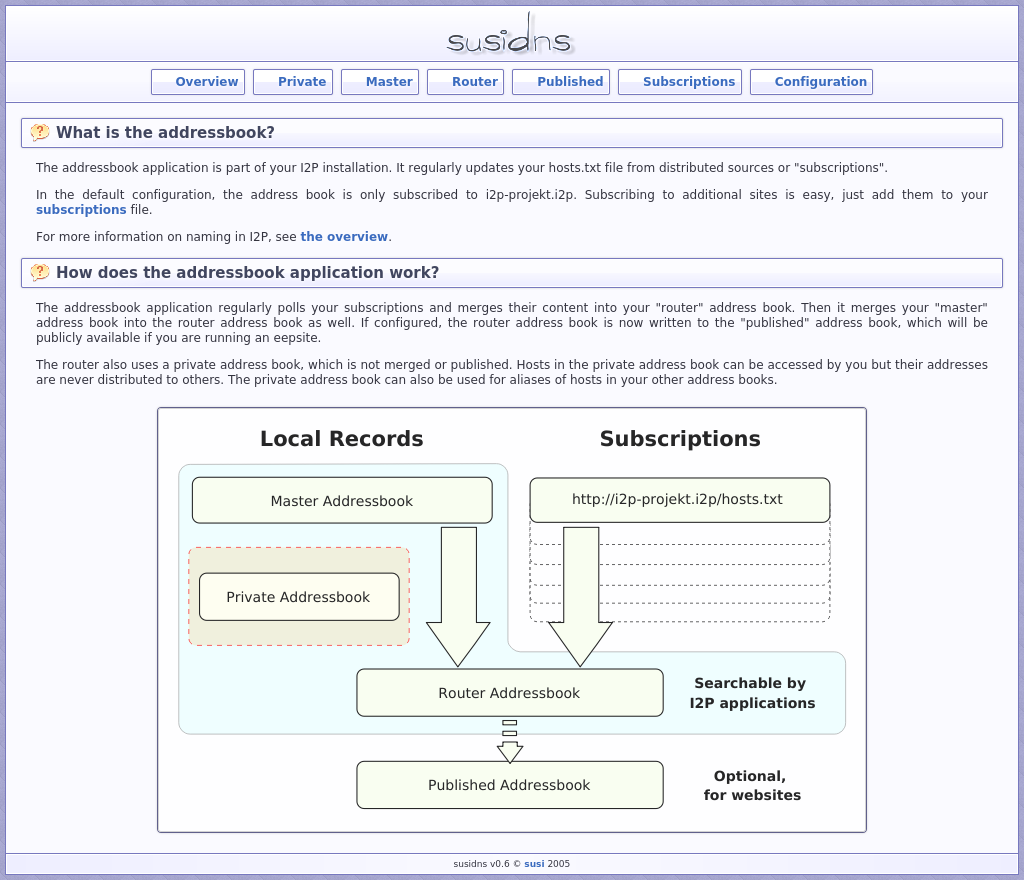 susidns
Overview Private Master Router Published Subscriptions Configuration
What is the addressbook?
The addressbook application is part of your I2P installation. It regularly updates your hosts.txt file from distributed sources or "subscriptions".
In the default configuration, the address book is only subscribed to i2p-projekt.i2p. Subscribing to additional sites is easy, just add them to your
subscriptions file.
For more information on naming in I2P, see the overview.
How does the addressbook application work?
The addressbook application regularly polls your subscriptions and merges their content into your "router" address book. Then it merges your "master"
address book into the router address book as well. If configured, the router address book is now written to the "published" address book, which will be
publicly available if you are running an eepsite.
The router also uses a private address book, which is not merged or published. Hosts in the private address book can be accessed by you but their addresses
are never distributed to others. The private address book can also be used for aliases of hosts in your other address books.
Local Records
Subscriptions
Master Addressbook
http://i2p-projekt.i2p/hosts.txt
Private Addressbook
Router Addressbook
Searchable by
I2P applications
Published Addressbook
Optional,
for websites
susidns v0.6 © susi 2005